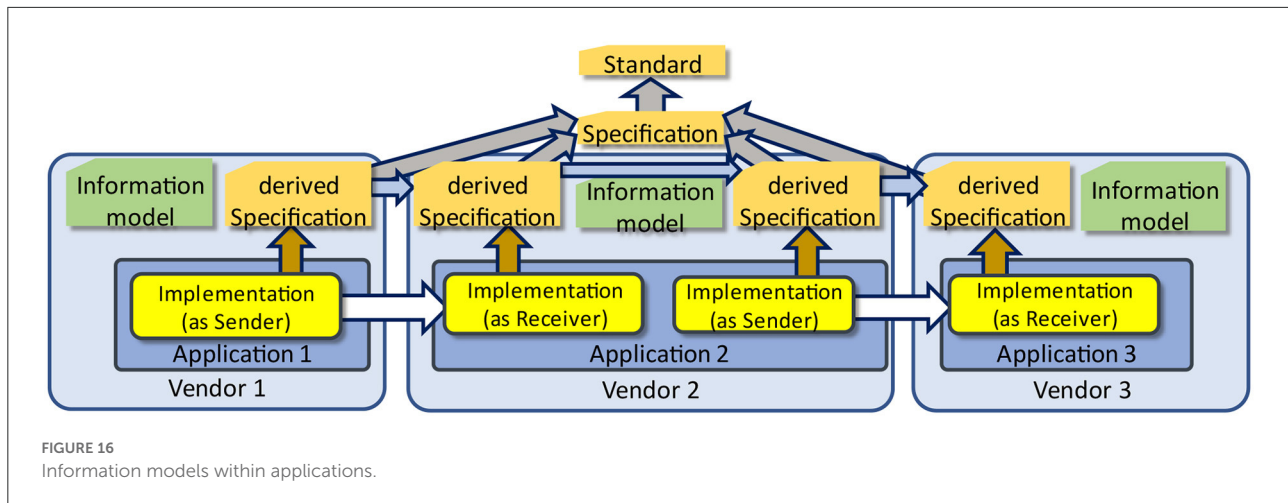 Standard
Specification
Information
model
derived
Specification
derived
Specification
Information
model
derived
Specification
derived
Specification
Information
model
Implementation
(as Sender)
Implementation
(as Receiver)
Implementation
(as Sender)
Implementation
(as Receiver)
Application 1
Application 2
Application 3
Vendor 1
Vendor 2
Vendor 3
FIGURE 16
Information models within applications.